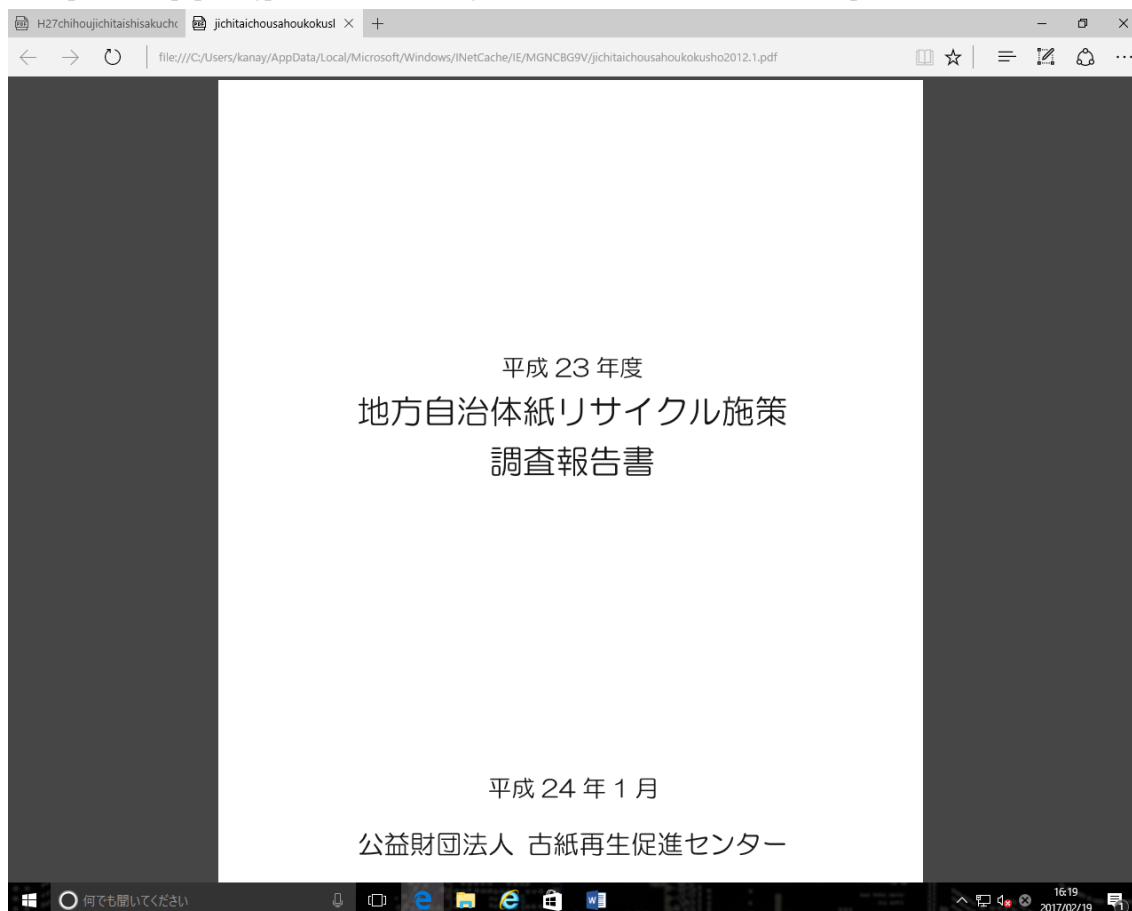 H27chihoujichitaishisakuchc
jichitaichousahoukokusl
file:///C:/Users/kanay/AppData/Local/Microsoft/Windows/INetCache/IE/MGNCBG9V/jichitaichousahoukokusho2012.1.pdf
平成 23 年度
地方自治体紙リサイクル施策
調査報告書
平成 24 年 1 月
公益財団法人 古紙再生促進センター
何でも聞いてください
16:19
2017/02/19